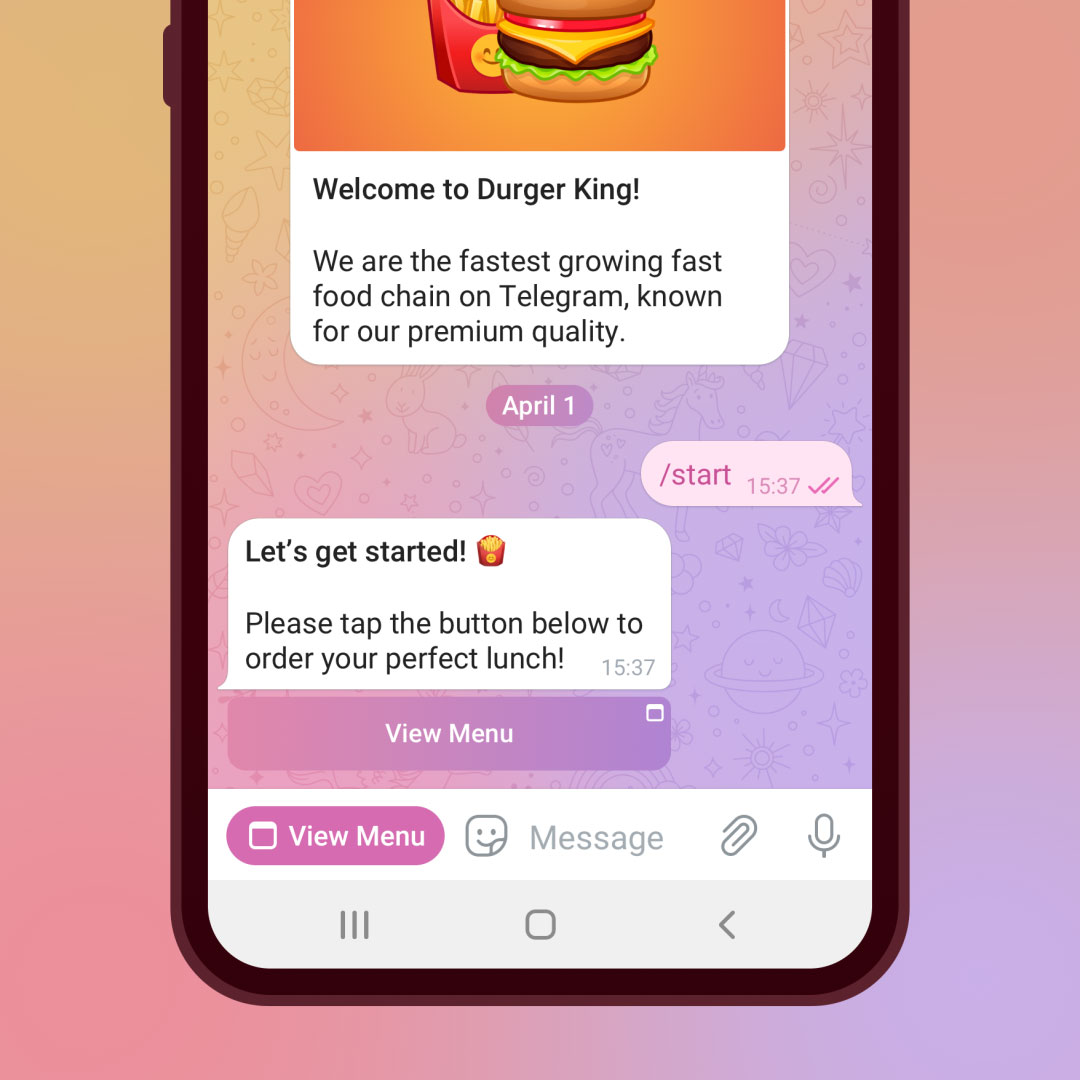 Welcome to Durger King!
We are the fastest growing fast
food chain on Telegram, known
for our premium quality.
April 1
/start 15:37
Let’s get started! 🍟
Please tap the button below to
order your perfect lunch! 15:37
View Menu
View Menu Message